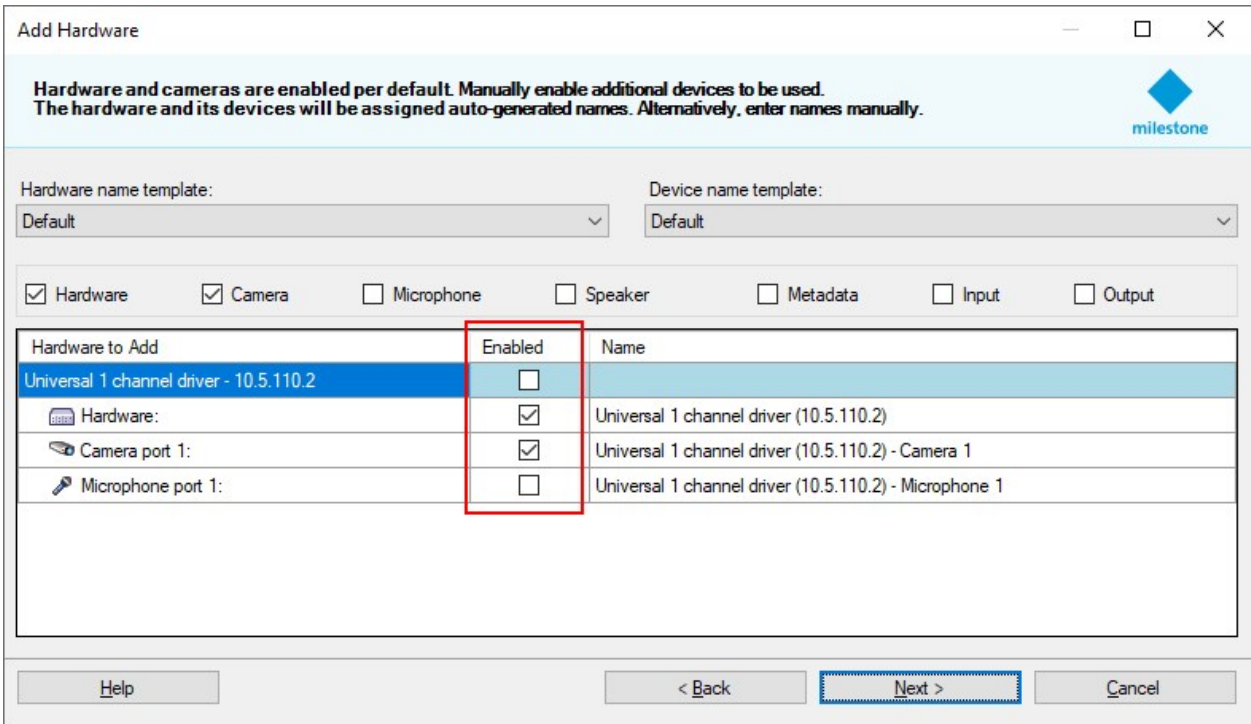 Add Hardware
Hardware and cameras are enabled per default. Manually enable additional devices to be used.
The hardware and its devices will be assigned auto-generated names. Alternatively, enter names manually.
milestone
Hardware name template:
Device name template:
Default
Default
Hardware Camera Microphone Speaker Metadata Input Output
Hardware to Add Enabled Name
Universal 1 channel driver - 10.5.110.2
Hardware: Universal 1 channel driver (10.5.110.2)
Camera port 1: Universal 1 channel driver (10.5.110.2) - Camera 1
Microphone port 1: Universal 1 channel driver (10.5.110.2) - Microphone 1
Help < Back Next > Cancel